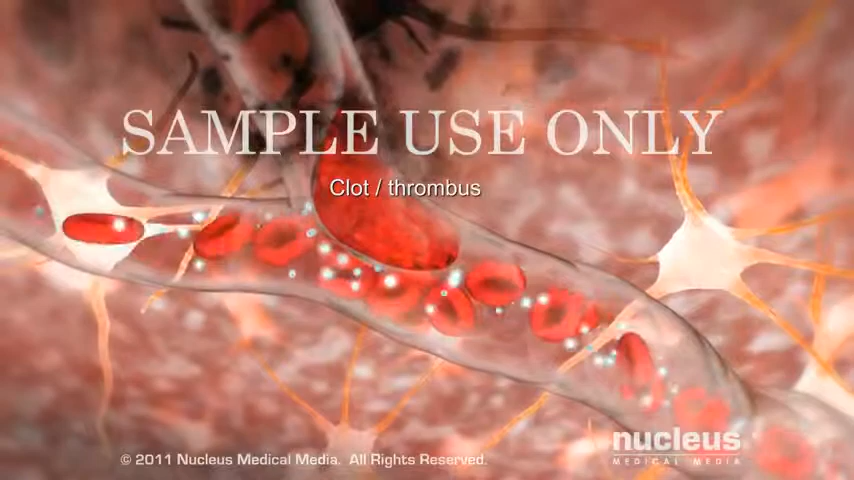 SAMPLE USE ONLY
Clot / thrombus
nucleus
MEDICAL MEDIA
© 2011 Nucleus Medical Media. All Rights Reserved.